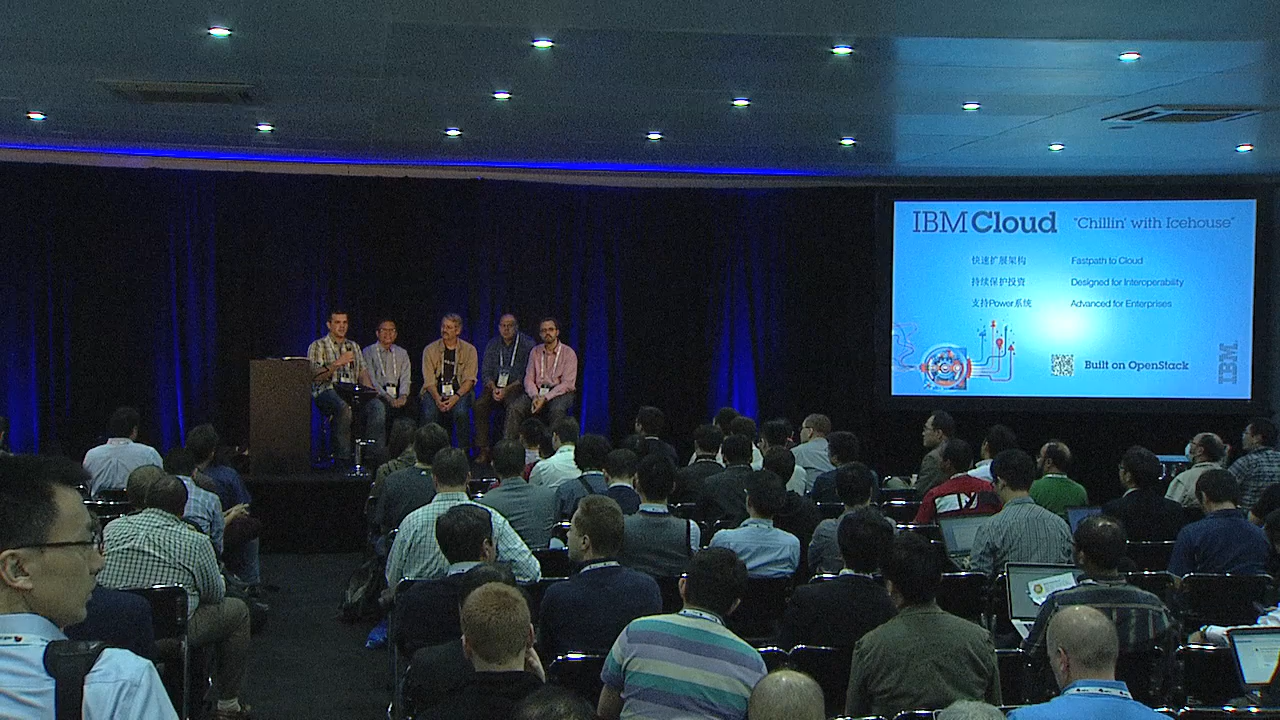 IBM Cloud "Chillin' with Icehouse"
快速扩展架构 Fastpath to Cloud
持续保护投资 Designed for Interoperability
支持Power系统 Advanced for Enterprises
Built on OpenStack
IBM